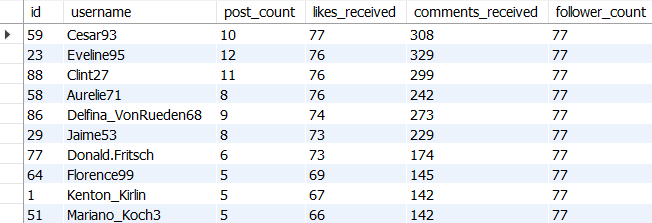 id username post_count likes_received comments_received follower_count
59 Cesar93 10 77 308 77
23 Eveline95 12 76 329 77
88 Clint27 11 76 299 77
58 Aurelie71 8 76 242 77
86 Delfina_VonRueden68 9 74 273 77
29 Jaime53 8 73 229 77
77 Donald.Fritsch 6 73 174 77
64 Florence99 5 69 145 77
1 Kenton_Kirlin 5 67 142 77
51 Mariano_Koch3 5 66 142 77